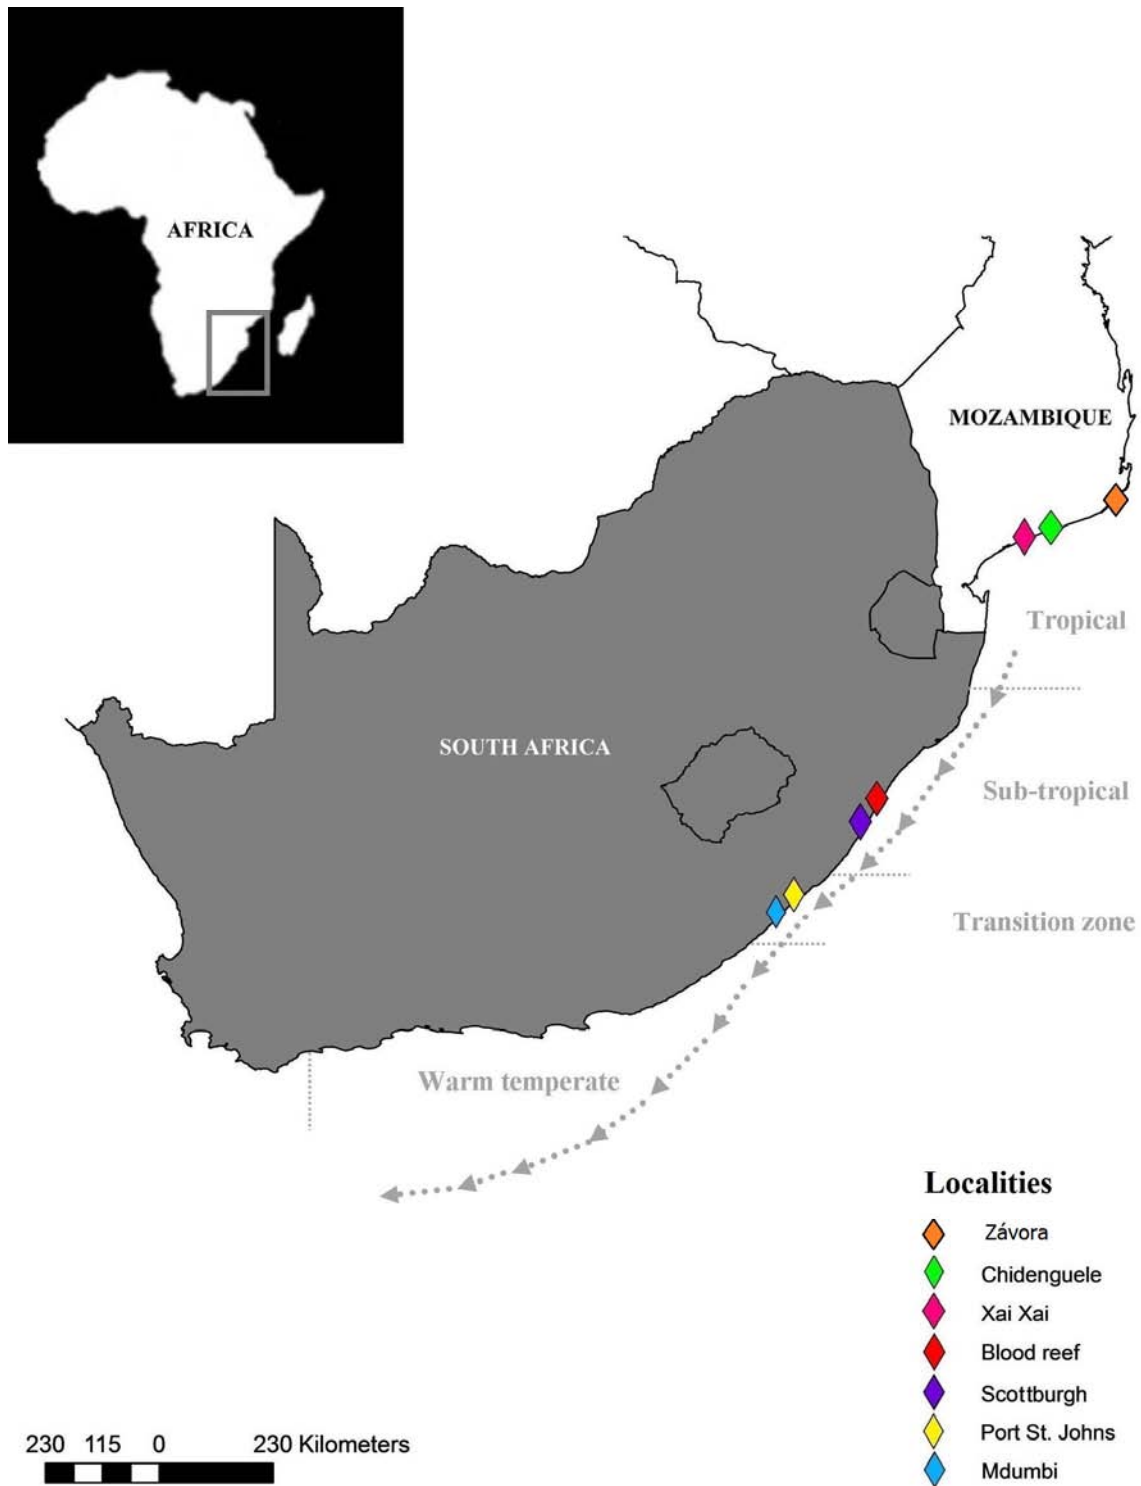 AFRICA
MOZAMBIQUE
Tropical
SOUTH AFRICA
Sub-tropical
Transition zone
Warm temperate
Localities
Závora
Chidenguele
Xai Xai
Blood reef
Scottburgh
Port St. Johns
Mdumbi
230 115 0 230 Kilometers